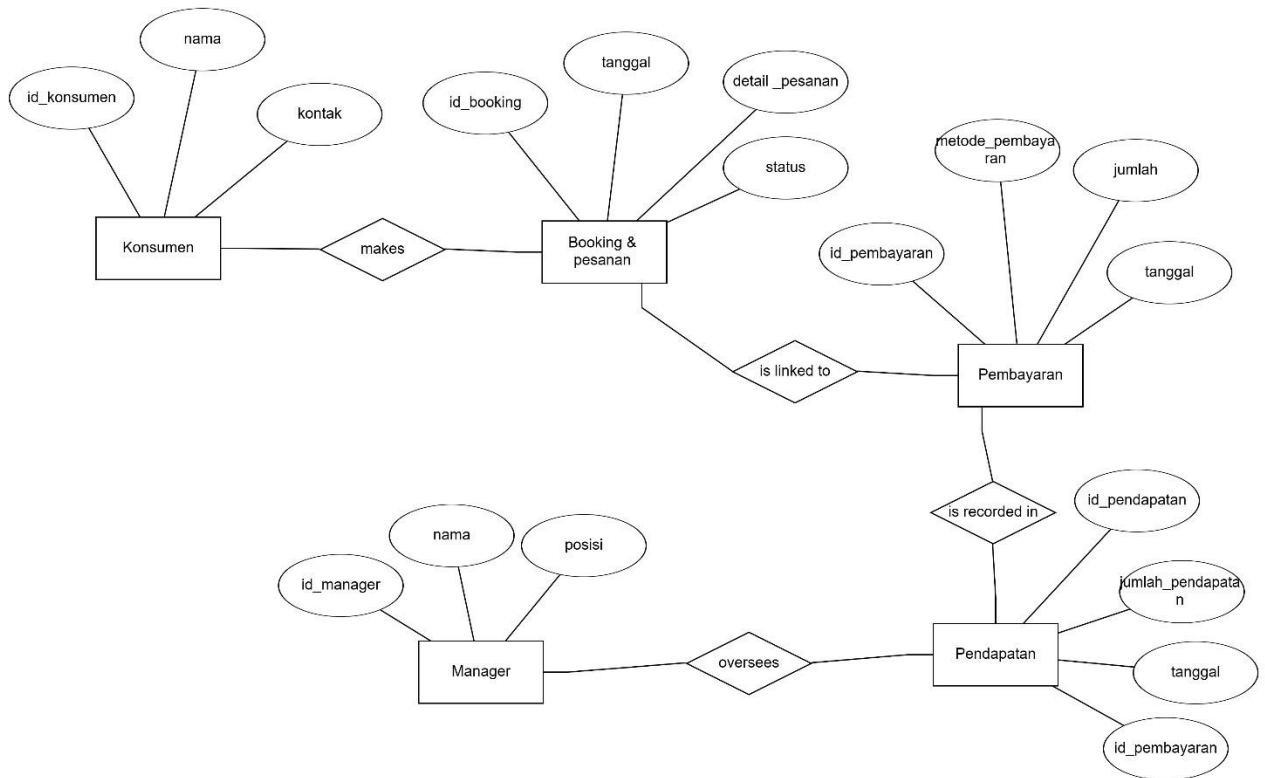 nama
id_konsumen
kontak
Konsumen
makes
tanggal
id_booking
detail _pesanan
status
Booking &
pesanan
metode_pembaya
ran
jumlah
id_pembayaran
tanggal
is linked to
Pembayaran
is recorded in
id_pendapatan
jumlah_pendapata
n
tanggal
id_pembayaran
Pendapatan
oversees
nama
posisi
id_manager
Manager